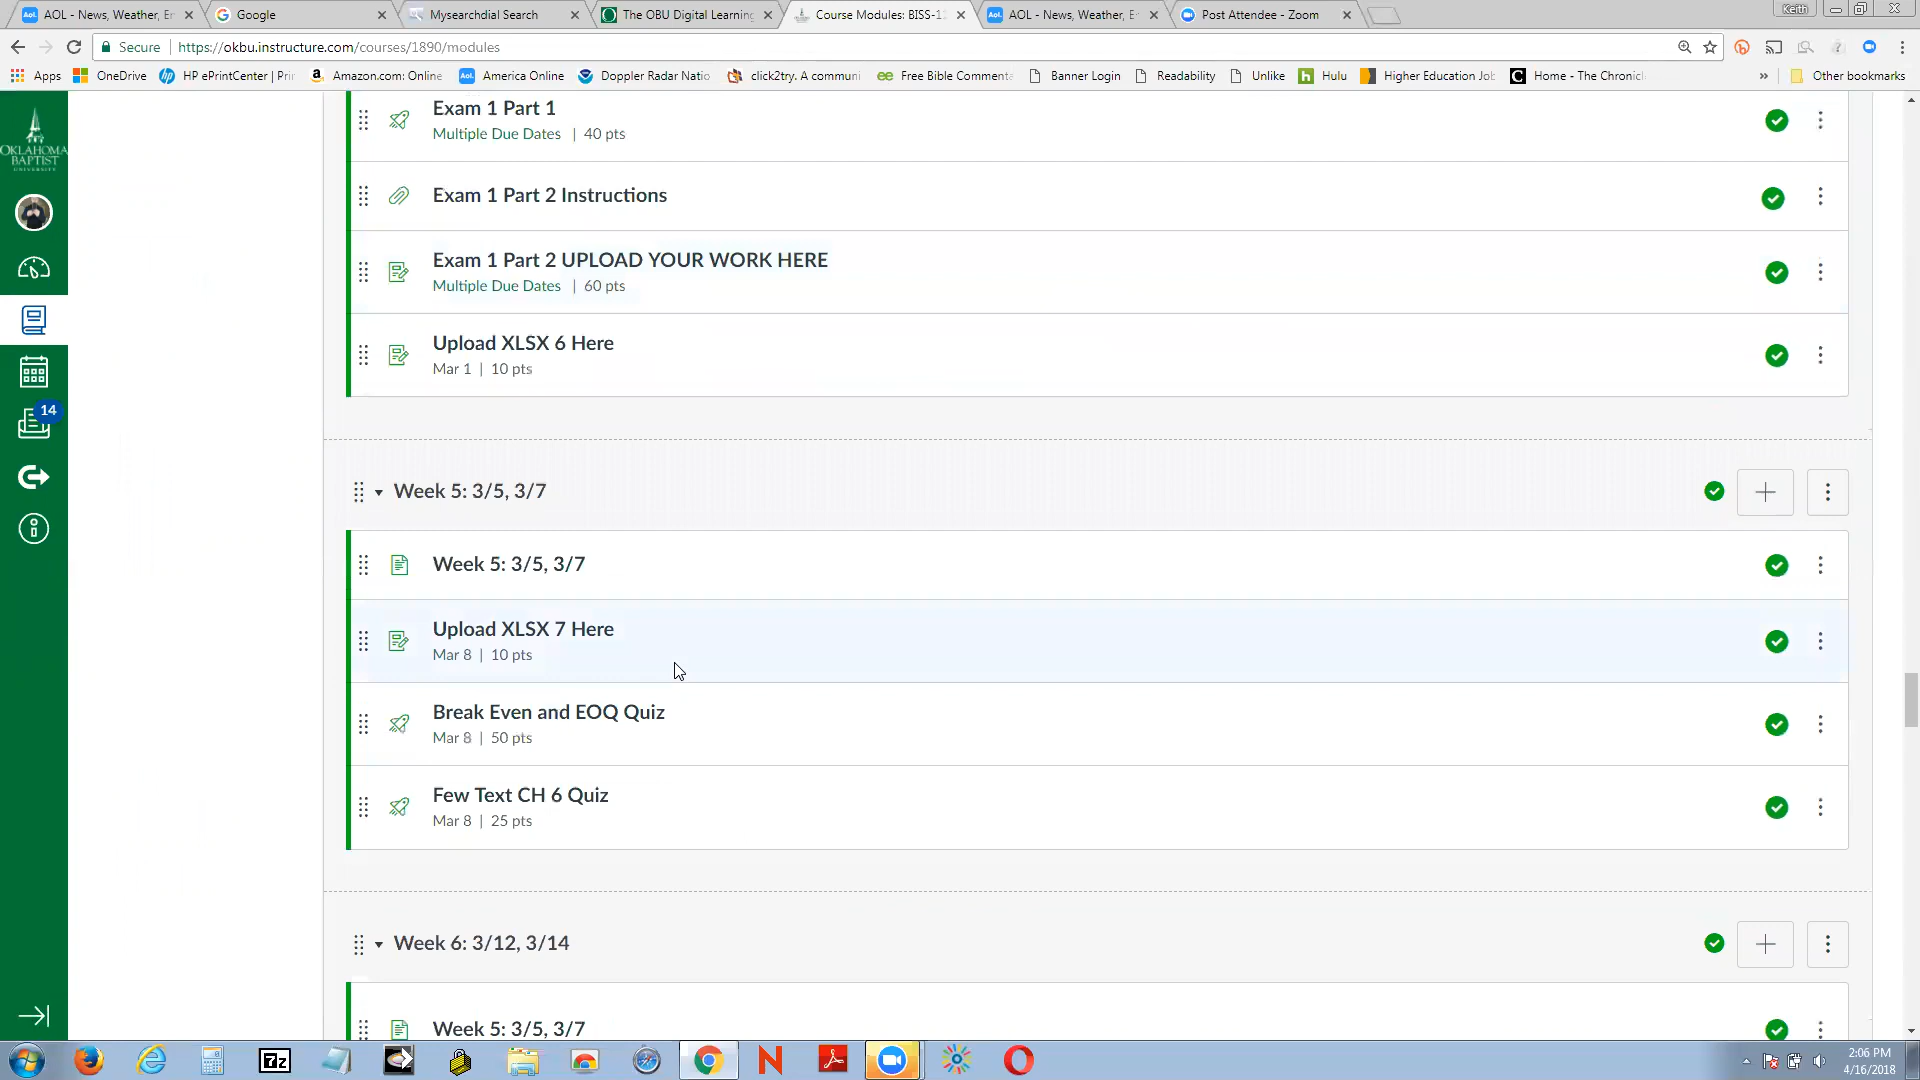 AOL - News, Weather, En
Google
Mysearchdial Search
The OBU Digital Learning
Course Modules: BISS-12
AOL - News, Weather, En
Post Attendee - Zoom
Keith
Secure
https://okbu.instructure.com/courses/1890/modules
Apps
OneDrive
HP ePrintCenter | Prin
Amazon.com: Online
America Online
Doppler Radar Natio
click2try. A communi
Free Bible Comment
Banner Login
Readability
Unlike
Hulu
Higher Education Job
Home - The Chronicl
»
Other bookmarks
OKLAHOMA
BAPTIST
UNIVERSITY
14
Exam 1 Part 1
Multiple Due Dates | 40 pts
Exam 1 Part 2 Instructions
Exam 1 Part 2 UPLOAD YOUR WORK HERE
Multiple Due Dates | 60 pts
Upload XLSX 6 Here
Mar 1 | 10 pts
Week 5: 3/5, 3/7
Week 5: 3/5, 3/7
Upload XLSX 7 Here
Mar 8 | 10 pts
Break Even and EOQ Quiz
Mar 8 | 50 pts
Few Text CH 6 Quiz
Mar 8 | 25 pts
Week 6: 3/12, 3/14
Week 5: 3/5, 3/7
7z
2:06 PM
4/16/2018